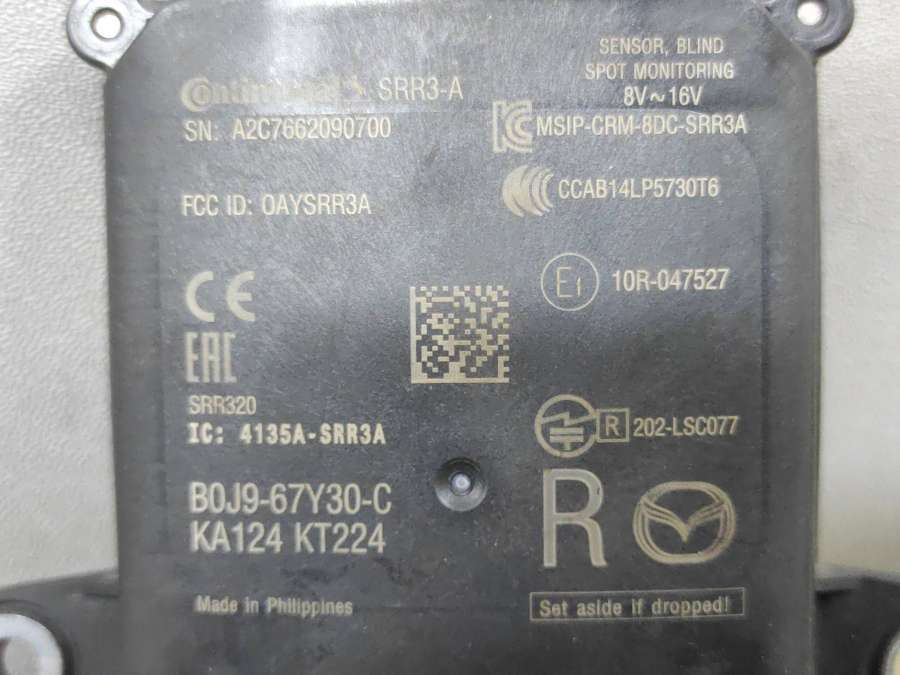 SENSOR, BLIND
SPOT MONITORING
8V~16V
Continental SRR3-A
SN: A2C7662090700
MSIP-CRM-8DC-SRR3A
CCAB14LP5730T6
FCC ID: OAYSRR3A
CE
E1 10R-047527
EAC
SRR320
IC: 4135A-SRR3A
R 202-LSC077
B0J9-67Y30-C
KA124 KT224
R
Made in Philippines
Set aside if dropped!